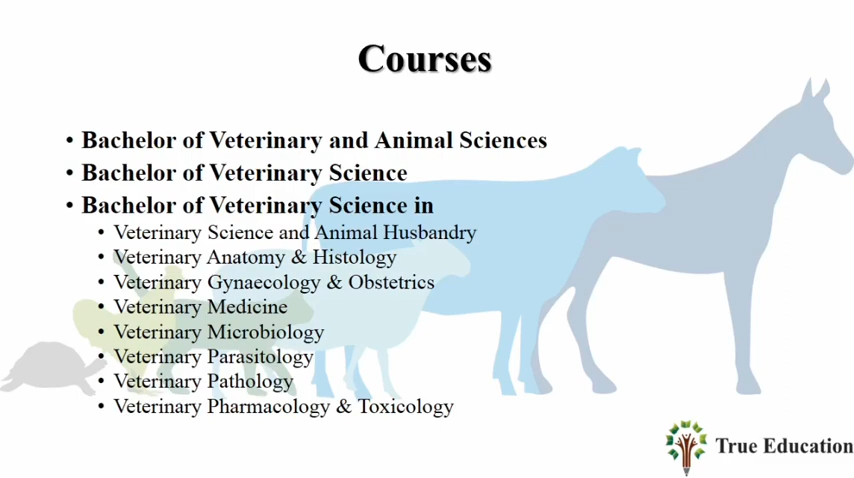 Courses
• Bachelor of Veterinary and Animal Sciences
• Bachelor of Veterinary Science
• Bachelor of Veterinary Science in
• Veterinary Science and Animal Husbandry
• Veterinary Anatomy & Histology
• Veterinary Gynaecology & Obstetrics
• Veterinary Medicine
• Veterinary Microbiology
• Veterinary Parasitology
• Veterinary Pathology
• Veterinary Pharmacology & Toxicology
True Education